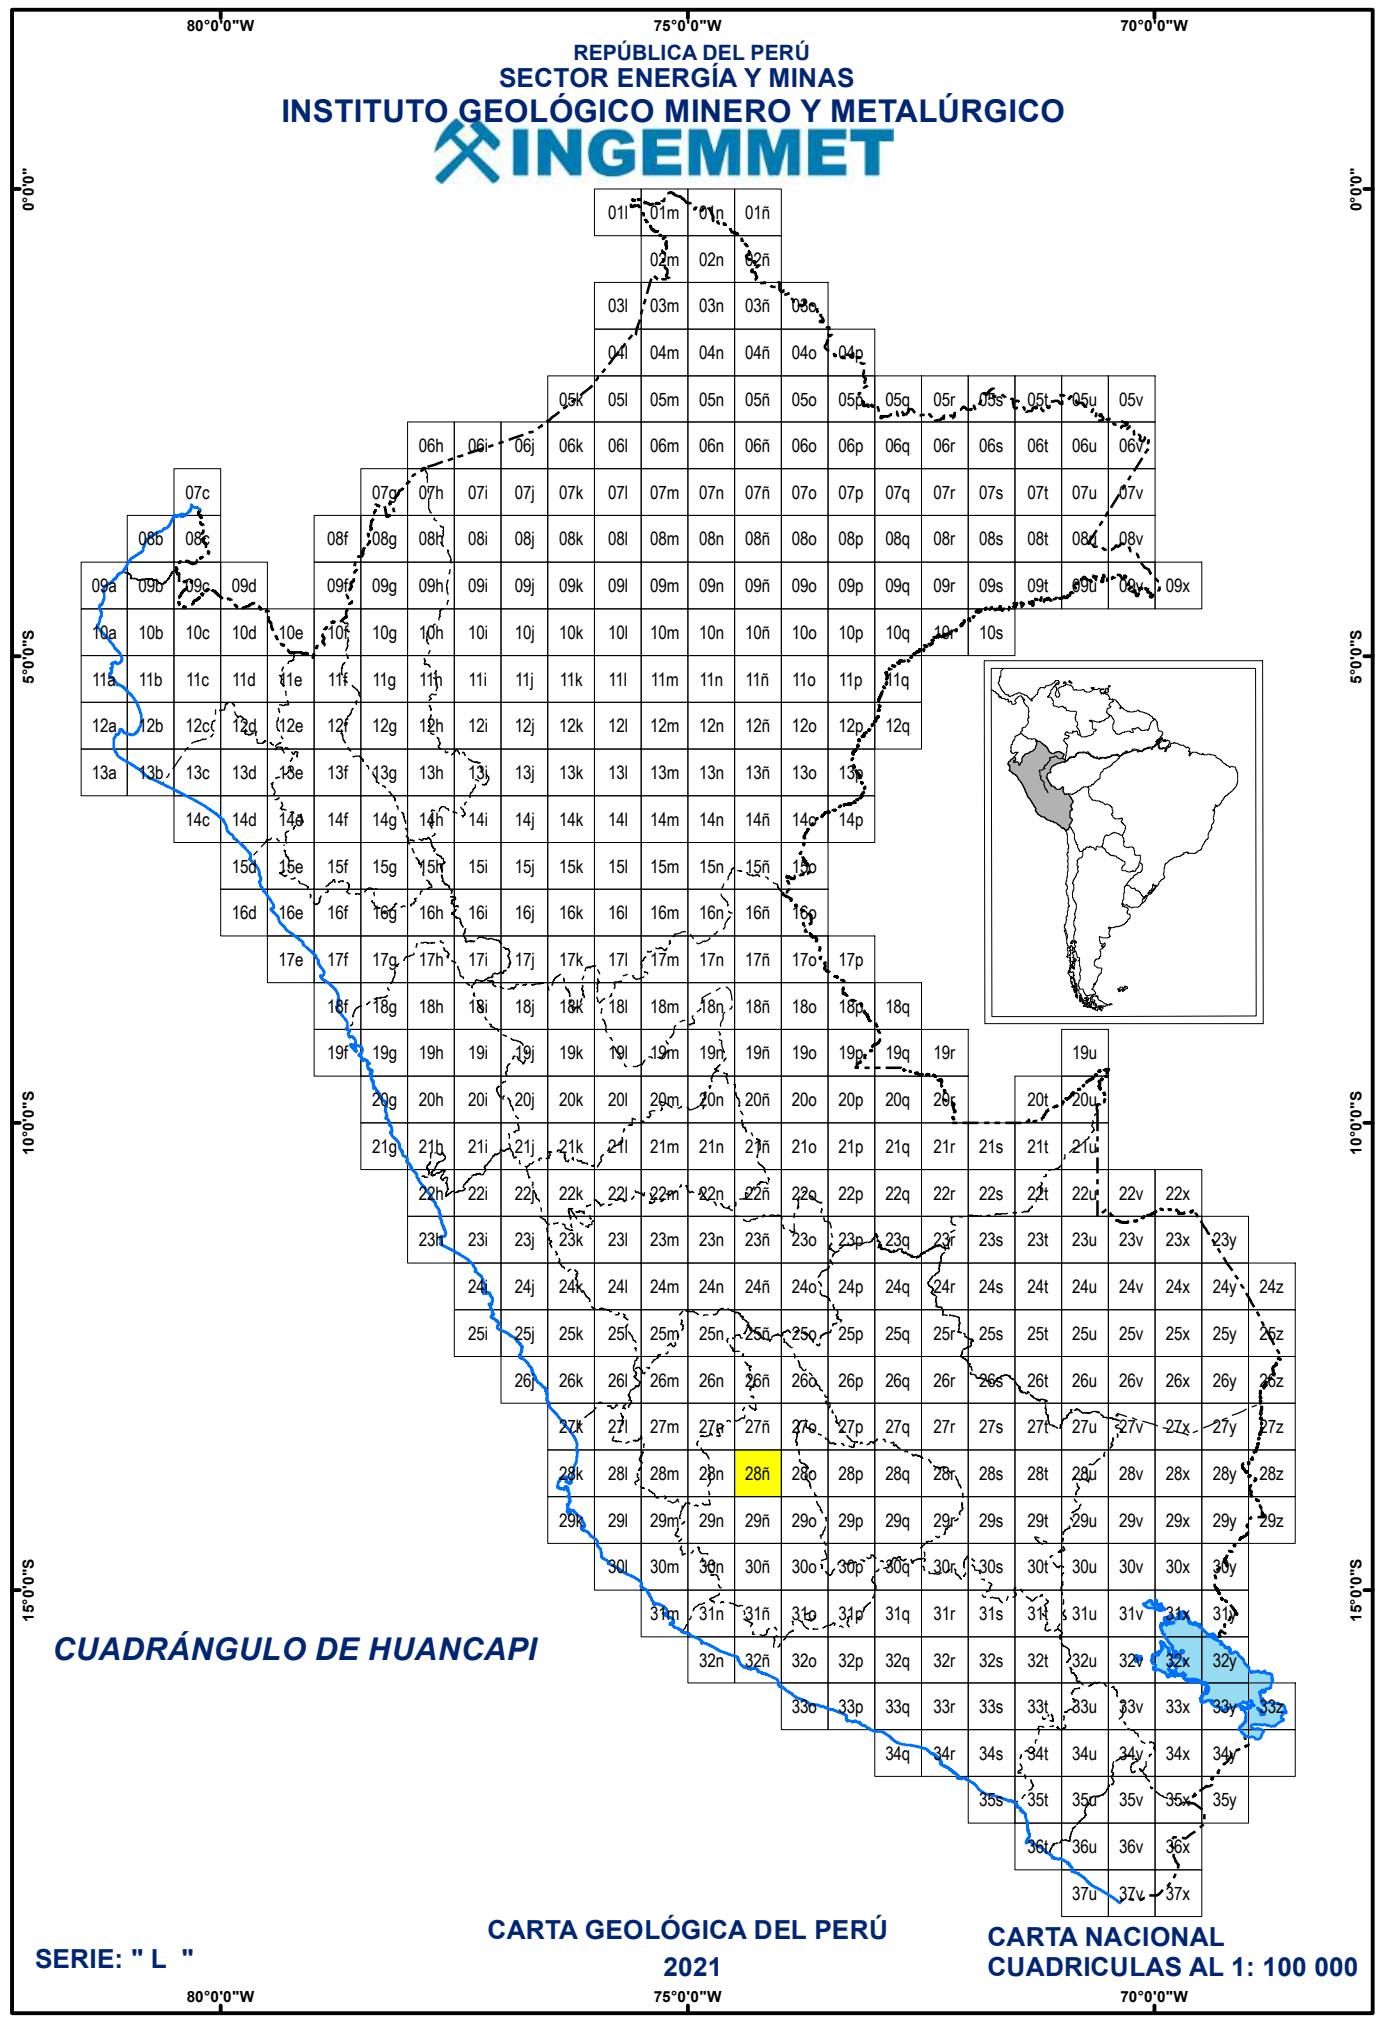 80°0'0"W 75°0'0"W 70°0'0"W
REPÚBLICA DEL PERÚ
SECTOR ENERGÍA Y MINAS
INSTITUTO GEOLÓGICO MINERO Y METALÚRGICO
INGEMMET
0°0'0" 0°0'0"
01l 01m 01n 01ñ
02m 02n 02ñ
03l 03m 03n 03ñ 03o
04l 04m 04n 04ñ 04o 04p
05k 05l 05m 05n 05ñ 05o 05p 05q 05r 05s 05t 05u 05v
06h 06i 06j 06k 06l 06m 06n 06ñ 06o 06p 06q 06r 06s 06t 06u 06v
07c 07g 07h 07i 07j 07k 07l 07m 07n 07ñ 07o 07p 07q 07r 07s 07t 07u 07v
08b 08c 08f 08g 08h 08i 08j 08k 08l 08m 08n 08ñ 08o 08p 08q 08r 08s 08t 08u 08v
09a 09b 09c 09d 09f 09g 09h 09i 09j 09k 09l 09m 09n 09ñ 09o 09p 09q 09r 09s 09t 09u 09v 09x
10a 10b 10c 10d 10e 10f 10g 10h 10i 10j 10k 10l 10m 10n 10ñ 10o 10p 10q 10r 10s
5°0'0"S 5°0'0"S
11a 11b 11c 11d 11e 11f 11g 11h 11i 11j 11k 11l 11m 11n 11ñ 11o 11p 11q
12a 12b 12c 12d 12e 12f 12g 12h 12i 12j 12k 12l 12m 12n 12ñ 12o 12p 12q
13a 13b 13c 13d 13e 13f 13g 13h 13i 13j 13k 13l 13m 13n 13ñ 13o 13p
14c 14d 14e 14f 14g 14h 14i 14j 14k 14l 14m 14n 14ñ 14o 14p
15d 15e 15f 15g 15h 15i 15j 15k 15l 15m 15n 15ñ 15o
16d 16e 16f 16g 16h 16i 16j 16k 16l 16m 16n 16ñ 16o
17e 17f 17g 17h 17i 17j 17k 17l 17m 17n 17ñ 17o 17p
18f 18g 18h 18i 18j 18k 18l 18m 18n 18ñ 18o 18p 18q
19f 19g 19h 19i 19j 19k 19l 19m 19n 19ñ 19o 19p 19q 19r 19u
20g 20h 20i 20j 20k 20l 20m 20n 20ñ 20o 20p 20q 20r 20t 20u
10°0'0"S 10°0'0"S
21g 21h 21i 21j 21k 21l 21m 21n 21ñ 21o 21p 21q 21r 21s 21t 21u
22h 22i 22j 22k 22l 22m 22n 22ñ 22o 22p 22q 22r 22s 22t 22u 22v 22x
23h 23i 23j 23k 23l 23m 23n 23ñ 23o 23p 23q 23r 23s 23t 23u 23v 23x 23y
24i 24j 24k 24l 24m 24n 24ñ 24o 24p 24q 24r 24s 24t 24u 24v 24x 24y 24z
25i 25j 25k 25l 25m 25n 25ñ 25o 25p 25q 25r 25s 25t 25u 25v 25x 25y 25z
26j 26k 26l 26m 26n 26ñ 26o 26p 26q 26r 26s 26t 26u 26v 26x 26y 26z
27k 27l 27m 27n 27ñ 27o 27p 27q 27r 27s 27t 27u 27v 27x 27y 27z
28k 28l 28m 28n 28ñ 28o 28p 28q 28r 28s 28t 28u 28v 28x 28y 28z
29k 29l 29m 29n 29ñ 29o 29p 29q 29r 29s 29t 29u 29v 29x 29y 29z
30l 30m 30n 30ñ 30o 30p 30q 30r 30s 30t 30u 30v 30x 30y
15°0'0"S 15°0'0"S
31m 31n 31ñ 31o 31p 31q 31r 31s 31t 31u 31v 31x 31y
CUADRÁNGULO DE HUANCAPI
32n 32ñ 32o 32p 32q 32r 32s 32t 32u 32v 32x 32y
33o 33p 33q 33r 33s 33t 33u 33v 33x 33y 33z
34q 34r 34s 34t 34u 34v 34x 34y
35s 35t 35u 35v 35x 35y
36t 36u 36v 36x
37u 37v 37x
CARTA GEOLÓGICA DEL PERÚ
2021
CARTA NACIONAL
CUADRICULAS AL 1: 100 000
SERIE: " L "
80°0'0"W 75°0'0"W 70°0'0"W